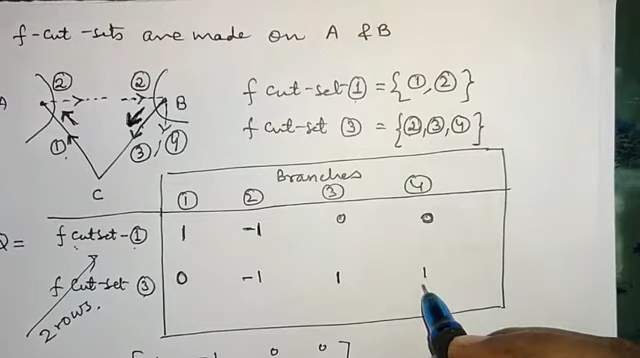 f-cut-sets are made on A & B
② ②
A B
f cut-set-① = {①, ②}
① ③, ④
f cut-set ③ = {②, ③, ④}
C
Branches
① ② ③ ④
Q =
f cutset-① 1 -1 0 0
f cut-set ③ 0 -1 1 1
2 rows.
0 0